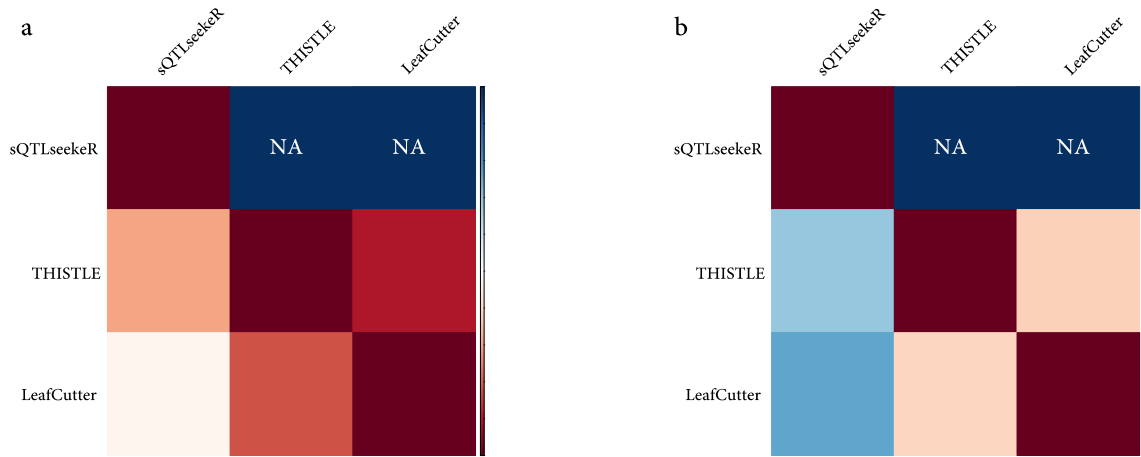 a
sQTLseekeR
THISTLE
LeafCutter
sQTLseekeR
NA
NA
THISTLE
LeafCutter
b
sQTLseekeR
THISTLE
LeafCutter
sQTLseekeR
NA
NA
THISTLE
LeafCutter